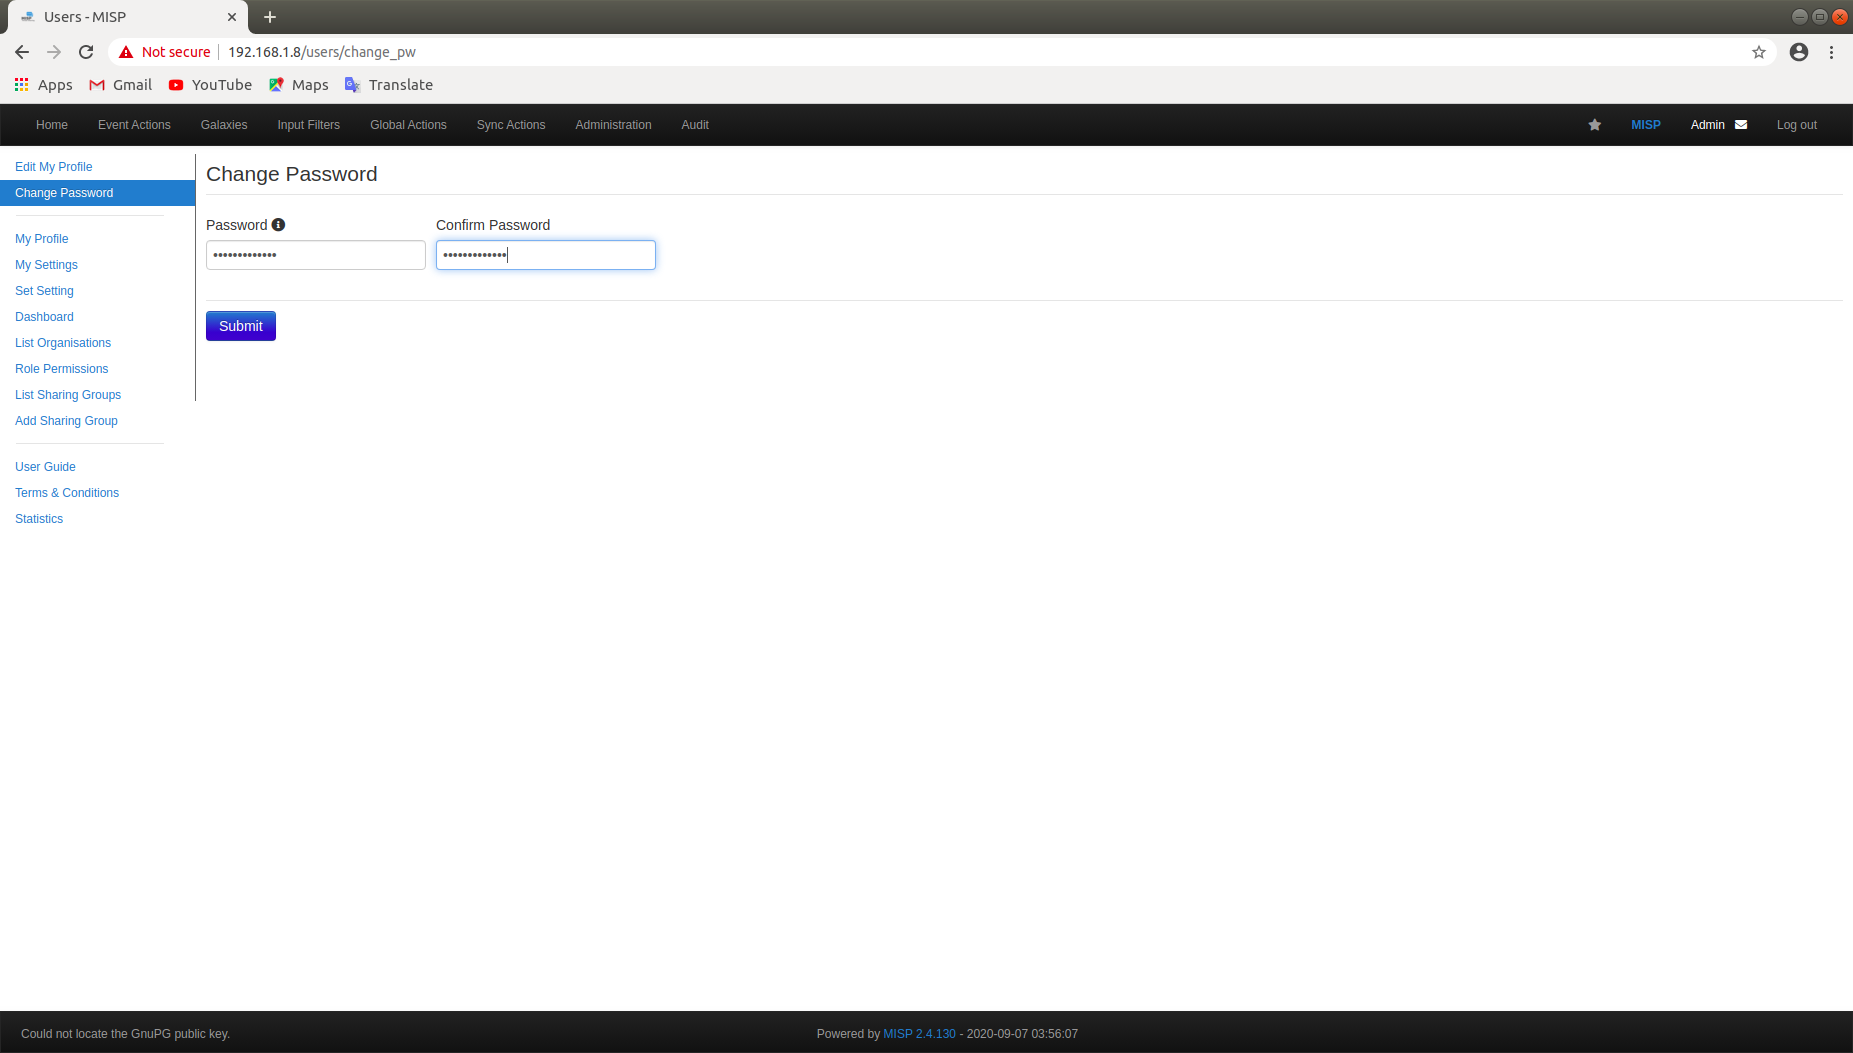 Users - MISP
Not secure 192.168.1.8/users/change_pw
Apps Gmail YouTube Maps Translate
Home Event Actions Galaxies Input Filters Global Actions Sync Actions Administration Audit MISP Admin Log out
Edit My Profile
Change Password
My Profile
My Settings
Set Setting
Dashboard
List Organisations
Role Permissions
List Sharing Groups
Add Sharing Group
User Guide
Terms & Conditions
Statistics
Change Password
Password Confirm Password
••••••••••••• •••••••••••••
Submit
Could not locate the GnuPG public key. Powered by MISP 2.4.130 - 2020-09-07 03:56:07